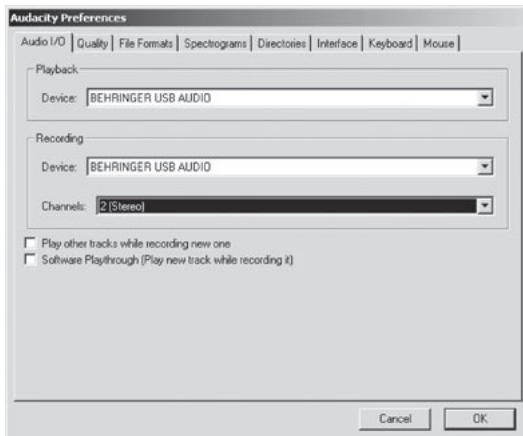 Audacity Preferences
Audio I/O Quality File Formats Spectrograms Directories Interface Keyboard Mouse
Playback
Device: BEHRINGER USB AUDIO
Recording
Device: BEHRINGER USB AUDIO
Channels: 2 (Stereo)
Play other tracks while recording new one
Software Playthrough (Play new track while recording it)
Cancel OK